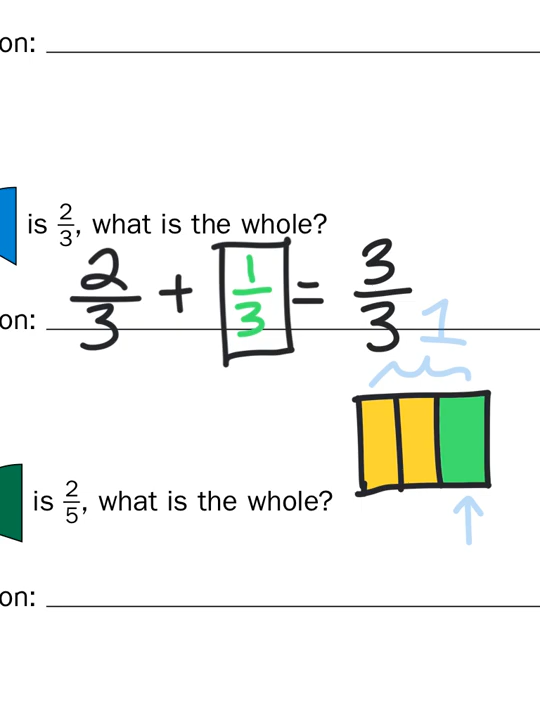 on:
is 2/3, what is the whole?
2/3 + 1/3 = 3/3
on:
1
is 2/5, what is the whole?
on: